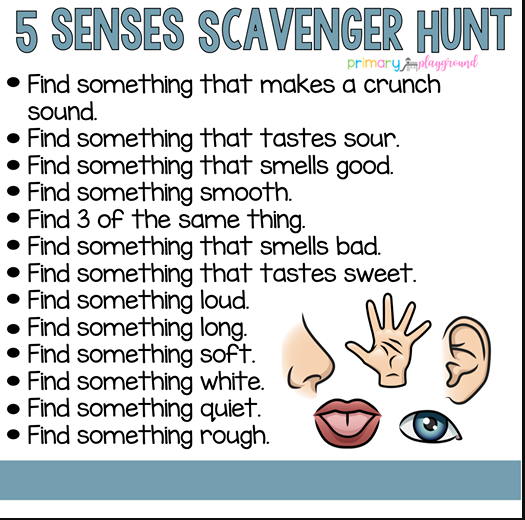 5 SENSES SCAVENGER HUNT
primary playground
• Find something that makes a crunch
sound.
• Find something that tastes sour.
• Find something that smells good.
• Find something smooth.
• Find 3 of the same thing.
• Find something that smells bad.
• Find something that tastes sweet.
• Find something loud.
• Find something long.
• Find something soft.
• Find something white.
• Find something quiet.
• Find something rough.